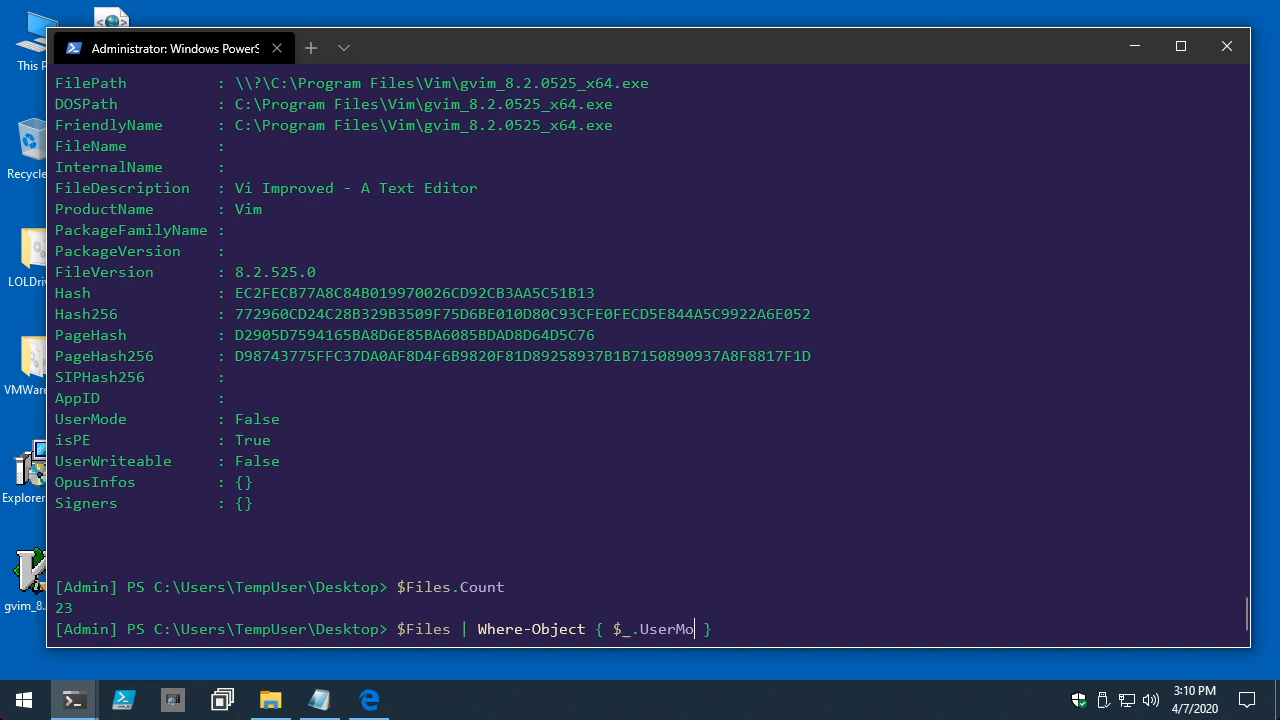 Administrator: Windows PowerS
This P
Recycle
LOLDriv
VMWare
Explorer
gvim_8.
FilePath : \\?\C:\Program Files\Vim\gvim_8.2.0525_x64.exe
DOSPath : C:\Program Files\Vim\gvim_8.2.0525_x64.exe
FriendlyName : C:\Program Files\Vim\gvim_8.2.0525_x64.exe
FileName :
InternalName :
FileDescription : Vi Improved - A Text Editor
ProductName : Vim
PackageFamilyName :
PackageVersion :
FileVersion : 8.2.525.0
Hash : EC2FECB77A8C84B019970026CD92CB3AA5C51B13
Hash256 : 772960CD24C28B329B3509F75D6BE010D80C93CFE0FECD5E844A5C9922A6E052
PageHash : D2905D7594165BA8D6E85BA6085BDAD8D64D5C76
PageHash256 : D98743775FFC37DA0AF8D4F6B9820F81D89258937B1B7150890937A8F8817F1D
SIPHash256 :
AppID :
UserMode : False
isPE : True
UserWriteable : False
OpusInfos : {}
Signers : {}
[Admin] PS C:\Users\TempUser\Desktop> $Files.Count
23
[Admin] PS C:\Users\TempUser\Desktop> $Files | Where-Object { $_.UserMo }
3:10 PM
4/7/2020